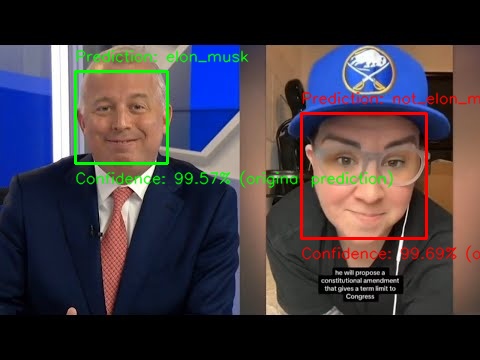 Prediction: elon_musk
Prediction: not_elon_m
Confidence: 99.57% (original prediction)
Confidence: 99.69% (o
he will propose a
constitutional amendment
that gives a term limit to
Congress